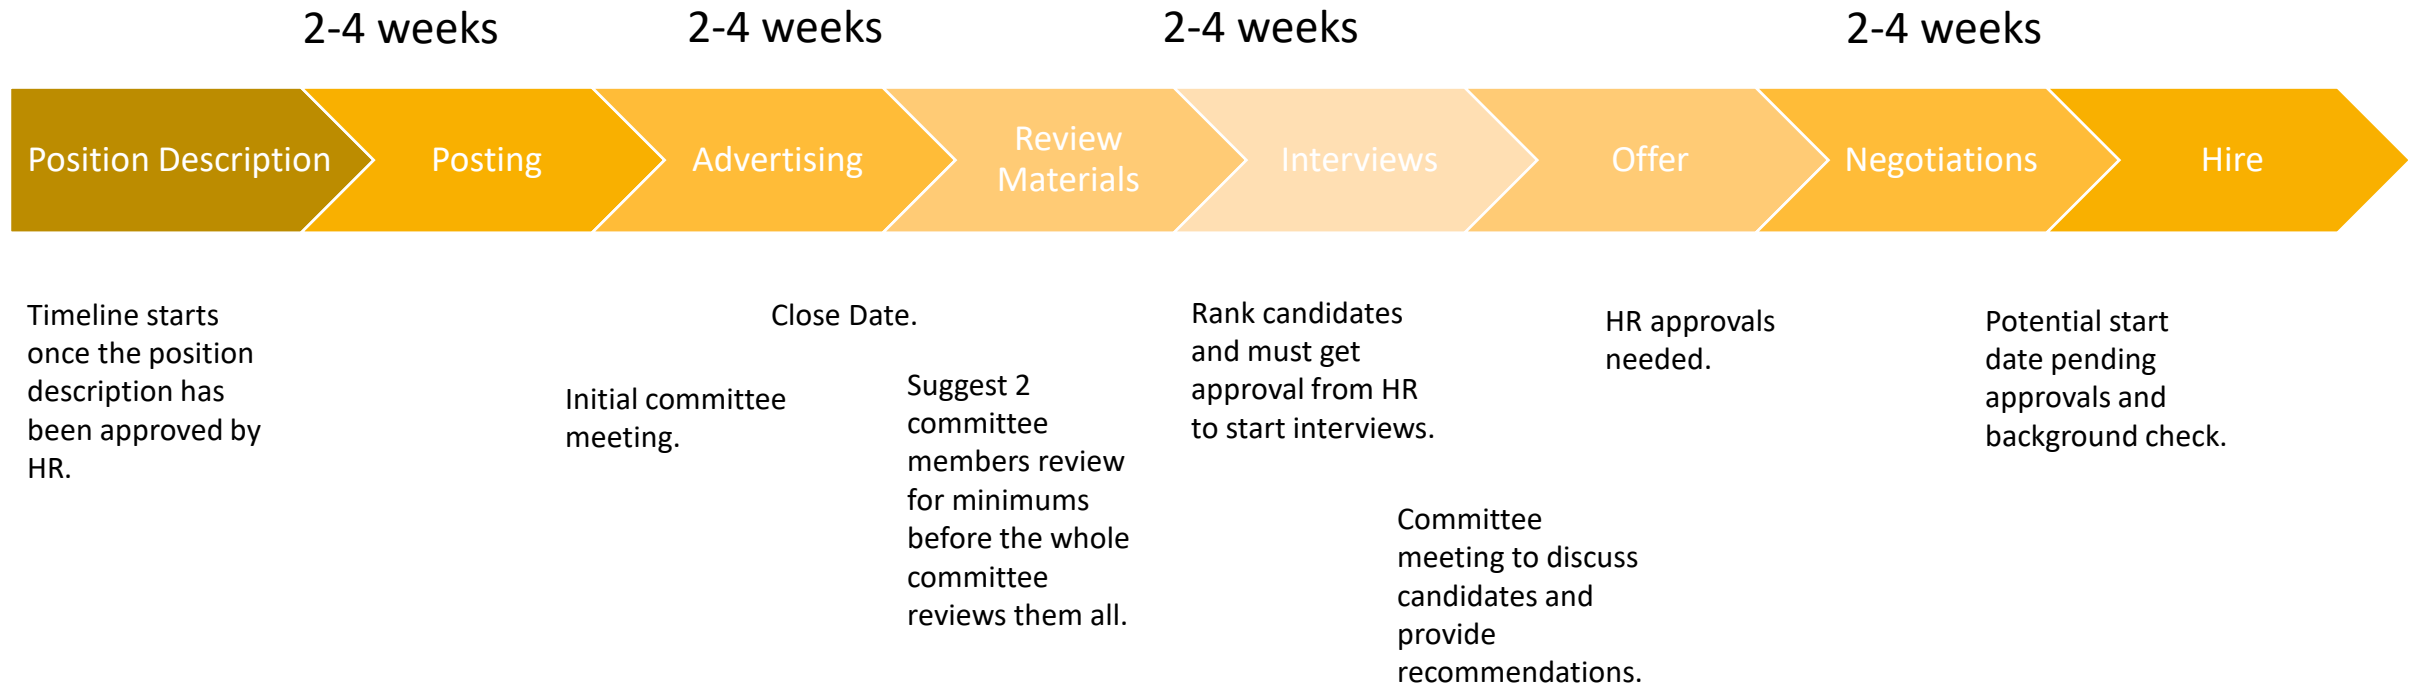 2-4 weeks
2-4 weeks
2-4 weeks
2-4 weeks
Position Description
Posting
Advertising
Review
Materials
Interviews
Offer
Negotiations
Hire
Timeline starts
once the position
description has
been approved by
HR.
Initial committee
meeting.
Close Date.
Suggest 2
committee
members review
for minimums
before the whole
committee
reviews them all.
Rank candidates
and must get
approval from HR
to start interviews.
Committee
meeting to discuss
candidates and
provide
recommendations.
HR approvals
needed.
Potential start
date pending
approvals and
background check.